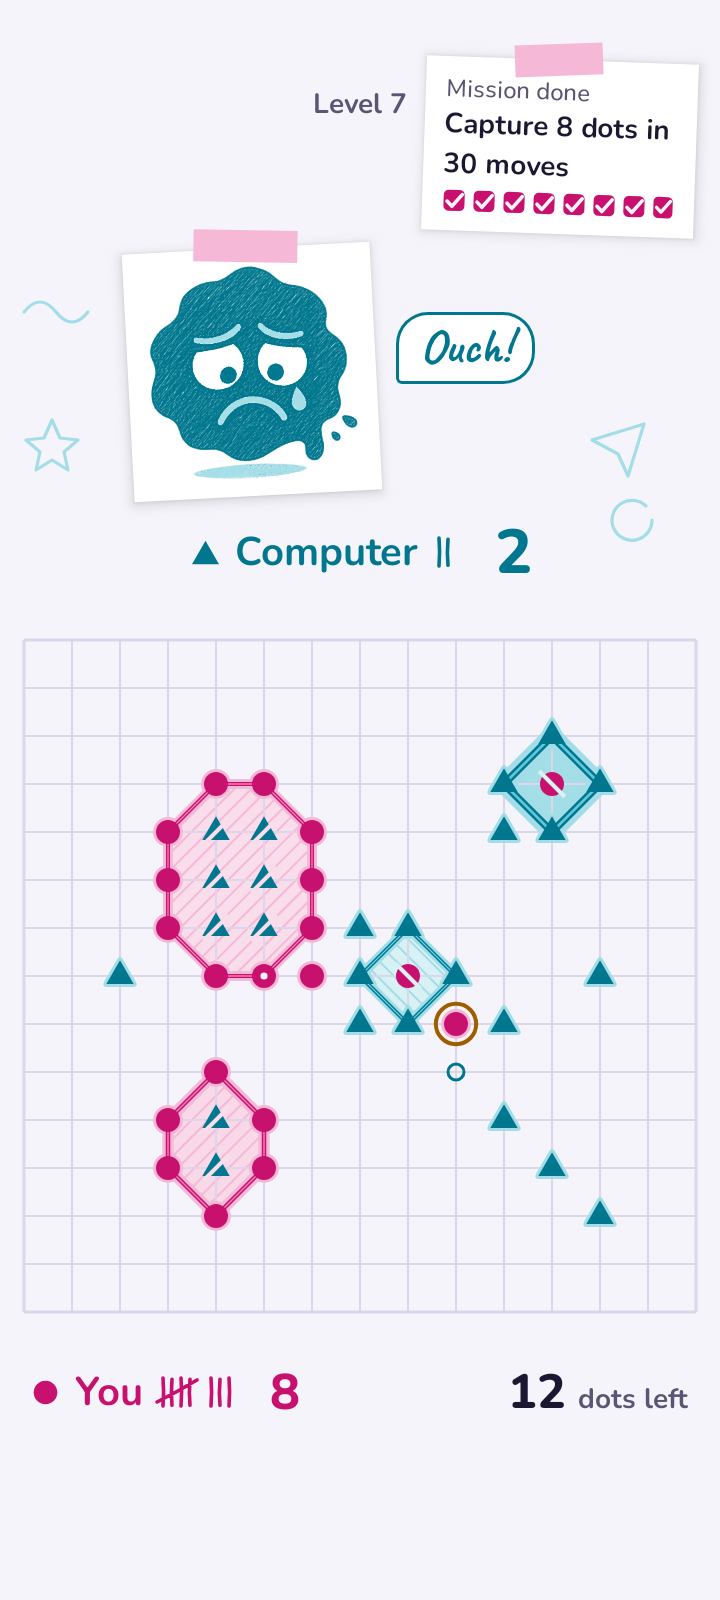 Level 7
Mission done
Capture 8 dots in
30 moves
Ouch!
Computer 2
You 8
12 dots left